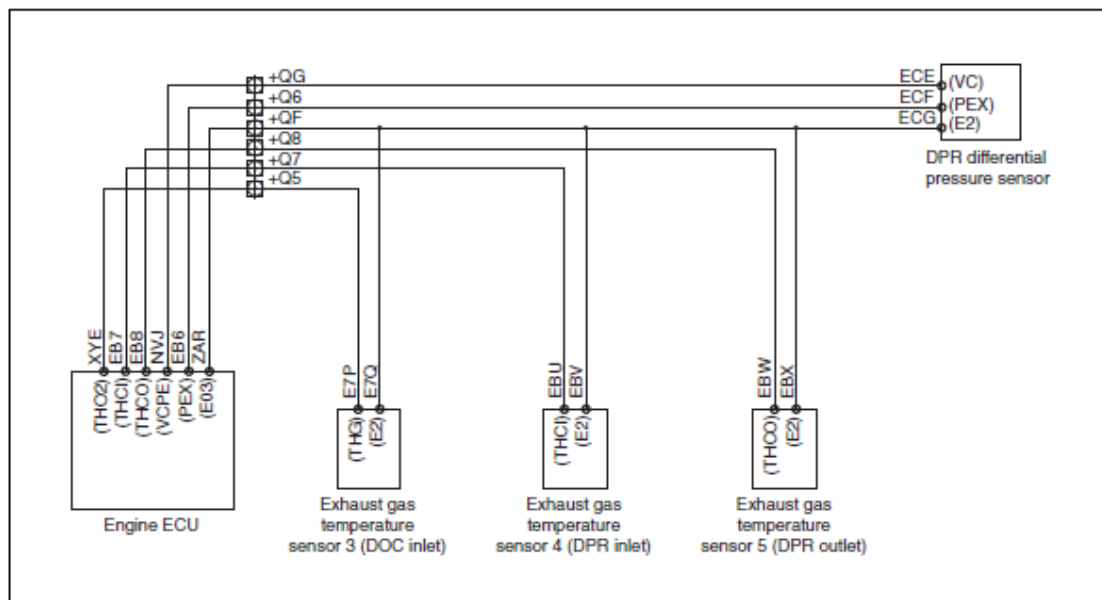 +QG
+Q6
+QF
+Q8
+Q7
+Q5
ECE (VC)
ECF (PEX)
ECG (E2)
DPR differential
pressure sensor
XYE
EB7
EB8
NVJ
EB6
ZAR
(THO2)
(THCI)
(THCO)
(VCPE)
(PEX)
(E03)
Engine ECU
E7P
E7Q
(THG)
(E2)
Exhaust gas
temperature
sensor 3 (DOC inlet)
EBU
EBV
(THCI)
(E2)
Exhaust gas
temperature
sensor 4 (DPR inlet)
EBW
EBX
(THCO)
(E2)
Exhaust gas
temperature
sensor 5 (DPR outlet)